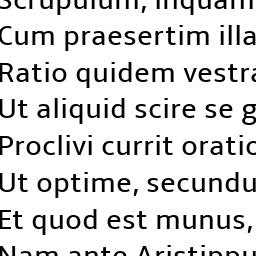 Scrupulum, inquam
Cum praesertim illa
Ratio quidem vestra
Ut aliquid scire se g
Proclivi currit oratio
Ut optime, secundu
Et quod est munus,
Nam ante Aristippu